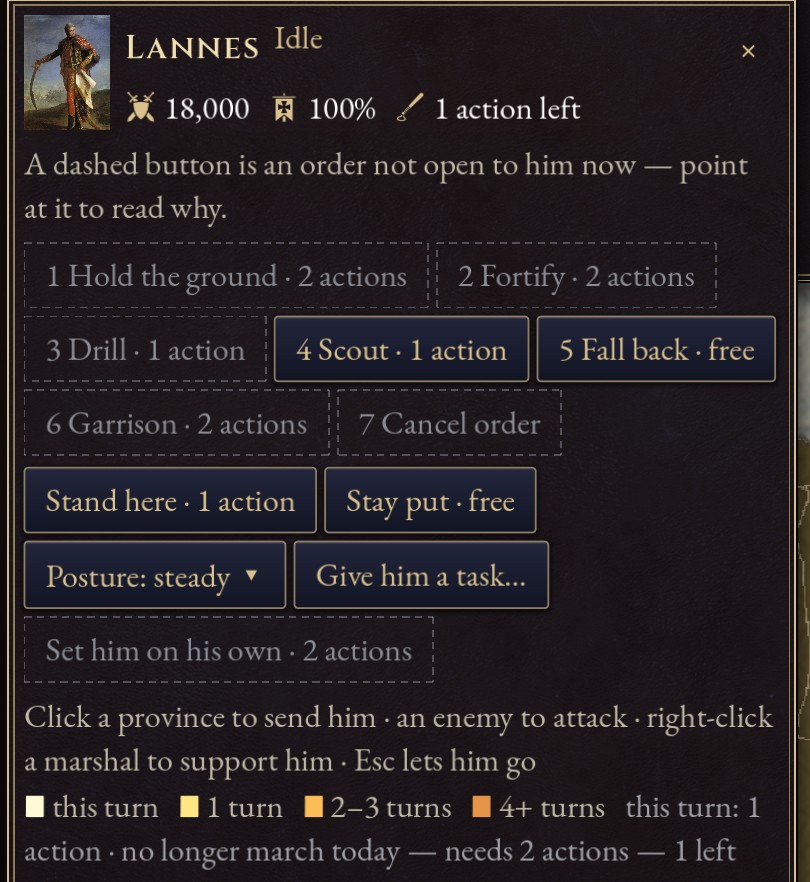 LANNES Idle ×
18,000 100% 1 action left
A dashed button is an order not open to him now — point
at it to read why.
1 Hold the ground · 2 actions 2 Fortify · 2 actions
3 Drill · 1 action 4 Scout · 1 action 5 Fall back · free
6 Garrison · 2 actions 7 Cancel order
Stand here · 1 action Stay put · free
Posture: steady ▼ Give him a task...
Set him on his own · 2 actions
Click a province to send him · an enemy to attack · right-click
a marshal to support him · Esc lets him go
this turn 1 turn 2–3 turns 4+ turns this turn: 1
action · no longer march today — needs 2 actions — 1 left